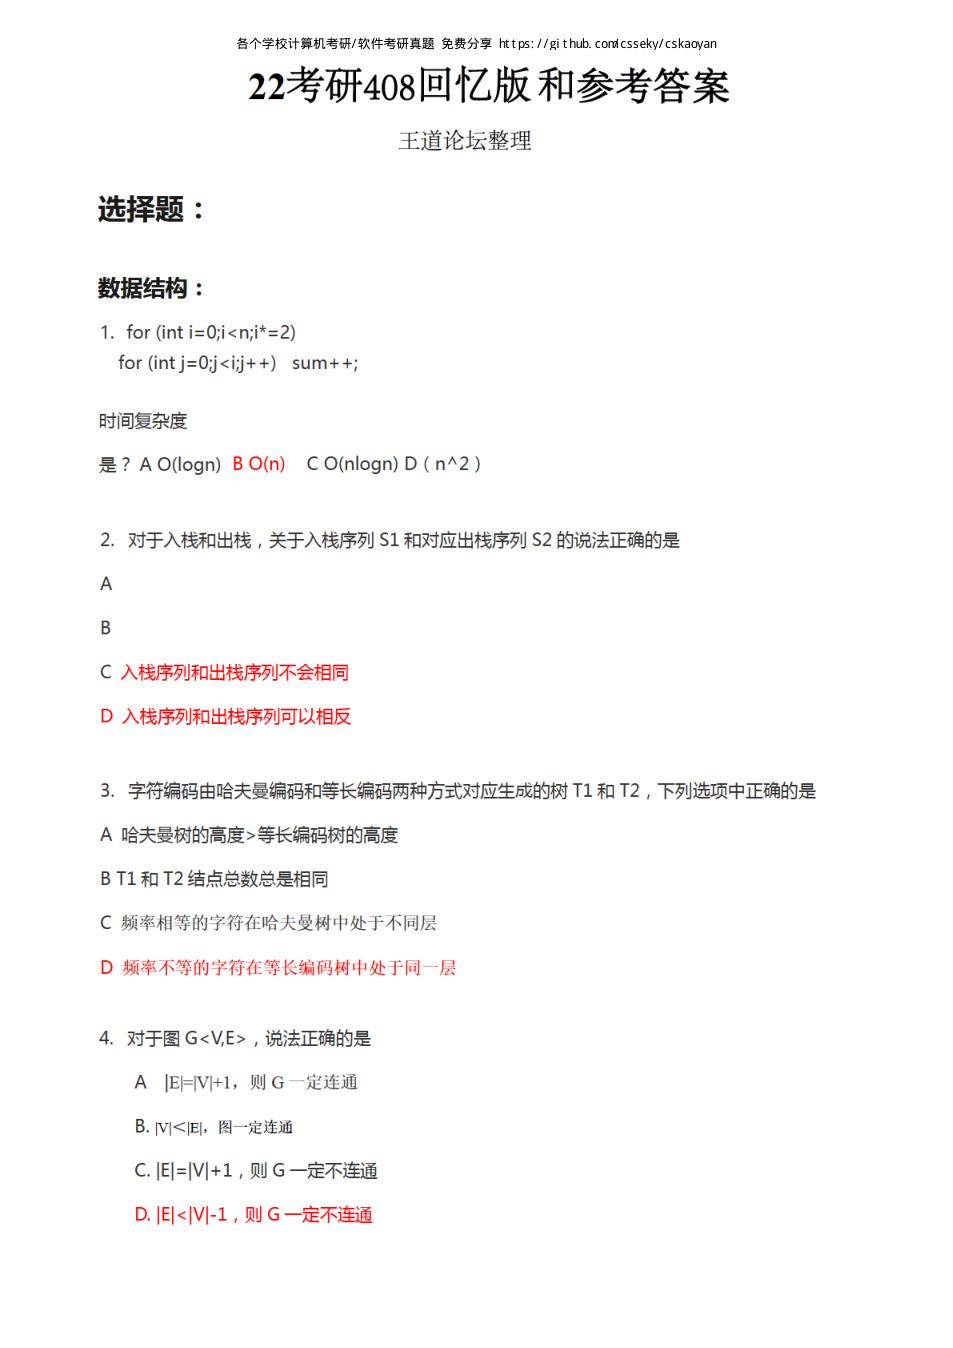 各个学校计算机考研/软件考研真题 免费分享 https://github.com/csseky/cskaoyan
22考研408回忆版 和参考答案
王道论坛整理
选择题：
数据结构：
1. for (int i=0;i<n;i*=2)
for (int j=0;j<i;j++) sum++;
时间复杂度
是？ A O(logn) B O(n) C O(nlogn) D（n^2）
2. 对于入栈和出栈，关于入栈序列 S1 和对应出栈序列 S2 的说法正确的是
A
B
C 入栈序列和出栈序列不会相同
D 入栈序列和出栈序列可以相反
3. 字符编码由哈夫曼编码和等长编码两种方式对应生成的树 T1 和 T2，下列选项中正确的是
A 哈夫曼树的高度>等长编码树的高度
B T1 和 T2 结点总数总是相同
C 频率相等的字符在哈夫曼树中处于不同层
D 频率不等的字符在等长编码树中处于同一层
4. 对于图 G<V,E>，说法正确的是
A |E|=|V|+1，则 G 一定连通
B. |V|＜|E|，图一定连通
C. |E|=|V|+1，则 G 一定不连通
D. |E|<|V|-1，则 G 一定不连通